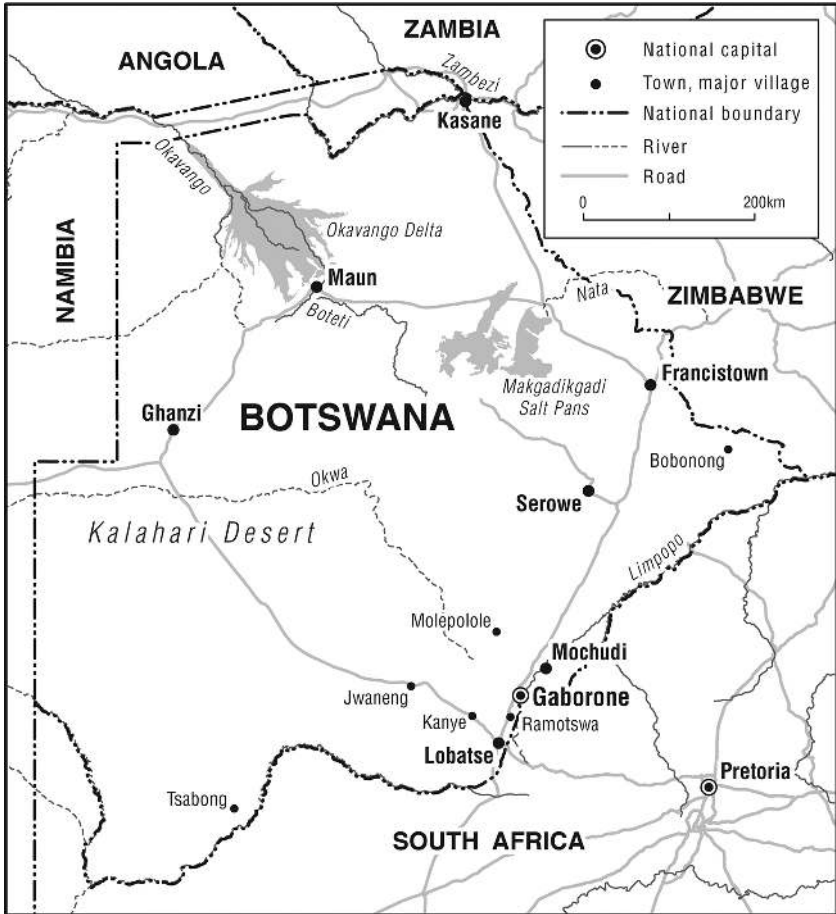 ZAMBIA
ANGOLA
Zambezi
Kasane
National capital
Town, major village
National boundary
River
Road
0 200km
Okavango
Okavango Delta
NAMIBIA
Maun
Boteti
Nata
ZIMBABWE
Makgadikgadi
Salt Pans
Francistown
Ghanzi
BOTSWANA
Bobonong
Okwa
Serowe
Kalahari Desert
Limpopo
Molepolole
Mochudi
Jwaneng
Gaborone
Kanye
Ramotswa
Lobatse
Pretoria
Tsabong
SOUTH AFRICA